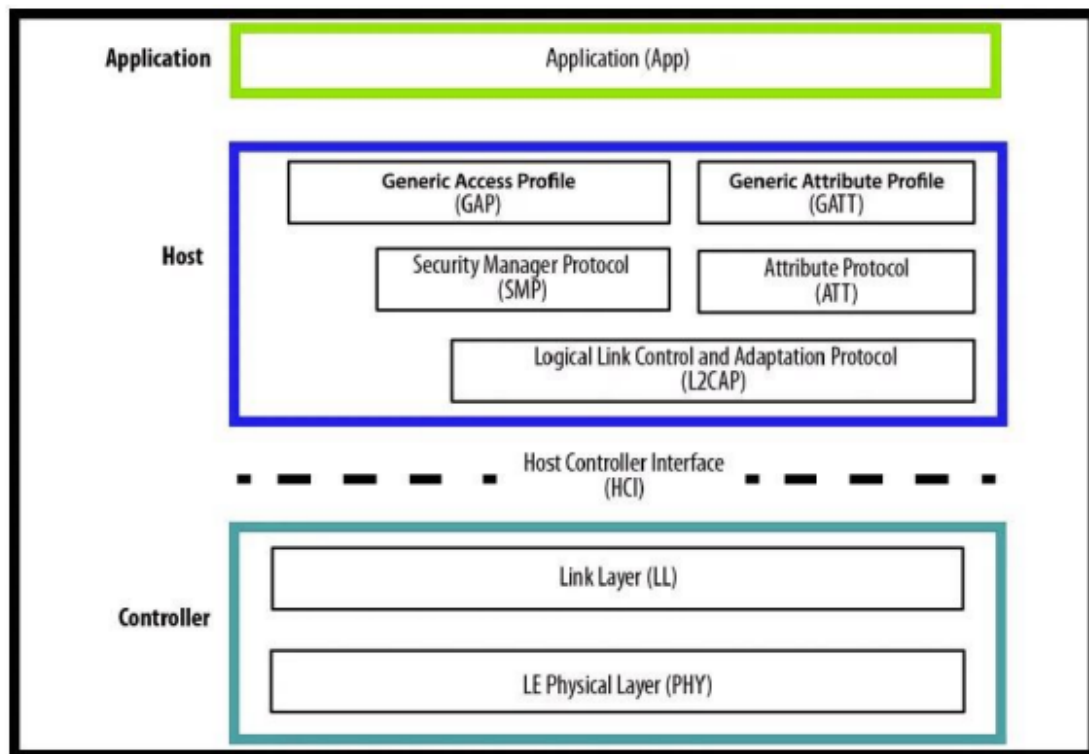 Application
Application (App)
Generic Access Profile
(GAP)
Generic Attribute Profile
(GATT)
Host
Security Manager Protocol
(SMP)
Attribute Protocol
(ATT)
Logical Link Control and Adaptation Protocol
(L2CAP)
Host Controller Interface
(HCI)
Link Layer (LL)
Controller
LE Physical Layer (PHY)